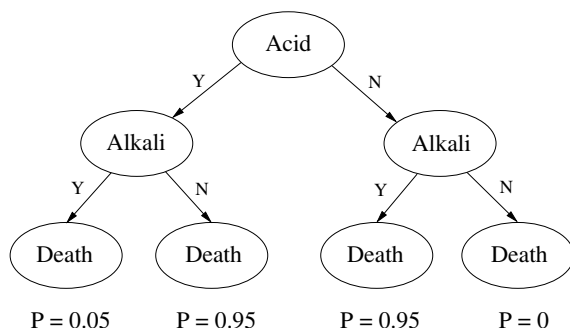 Acid
Y N
Alkali Alkali
Y N Y N
Death Death Death Death
P = 0.05 P = 0.95 P = 0.95 P = 0